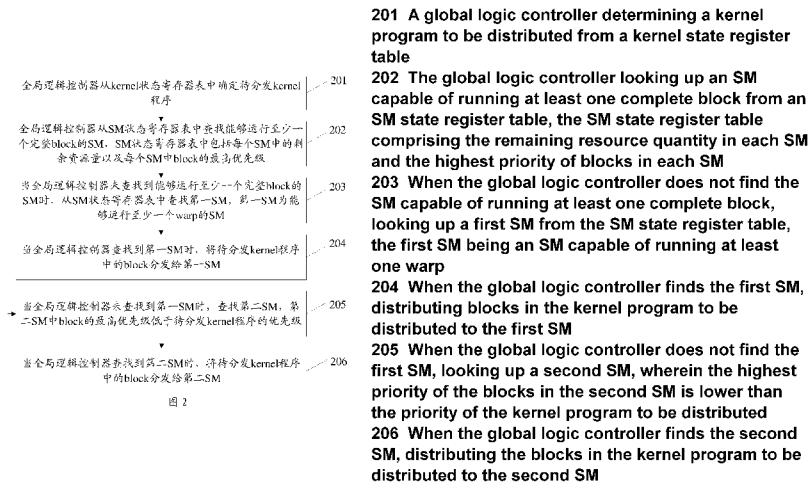 全局逻辑控制器从kernel状态寄存器表中确定待分发kernel
程序
201
全局逻辑控制器从SM状态寄存器表中查找能够运行至少一
个完整block的SM，SM状态寄存器表中包括每个SM中的剩
余资源量以及每个SM中block的最高优先级
202
当全局逻辑控制器未查找到能够运行至少一个完整block的
SM时，从SM状态寄存器表中查找第一SM，第一SM为能
够运行至少一个warp的SM
203
当全局逻辑控制器查找到第一SM时，将待分发kernel程序
中的block分发给第一SM
204
当全局逻辑控制器未查找到第一SM时，查找第二SM，第
二SM中block的最高优先级低于待分发kernel程序的优先级
205
当全局逻辑控制器查找到第二SM时，将待分发kernel程序
中的block分发给第二SM
206
图 2
201 A global logic controller determining a kernel
program to be distributed from a kernel state register
table
202 The global logic controller looking up an SM
capable of running at least one complete block from an
SM state register table, the SM state register table
comprising the remaining resource quantity in each SM
and the highest priority of blocks in each SM
203 When the global logic controller does not find the
SM capable of running at least one complete block,
looking up a first SM from the SM state register table,
the first SM being an SM capable of running at least
one warp
204 When the global logic controller finds the first SM,
distributing blocks in the kernel program to be
distributed to the first SM
205 When the global logic controller does not find the
first SM, looking up a second SM, wherein the highest
priority of the blocks in the second SM is lower than
the priority of the kernel program to be distributed
206 When the global logic controller finds the second
SM, distributing the blocks in the kernel program to be
distributed to the second SM